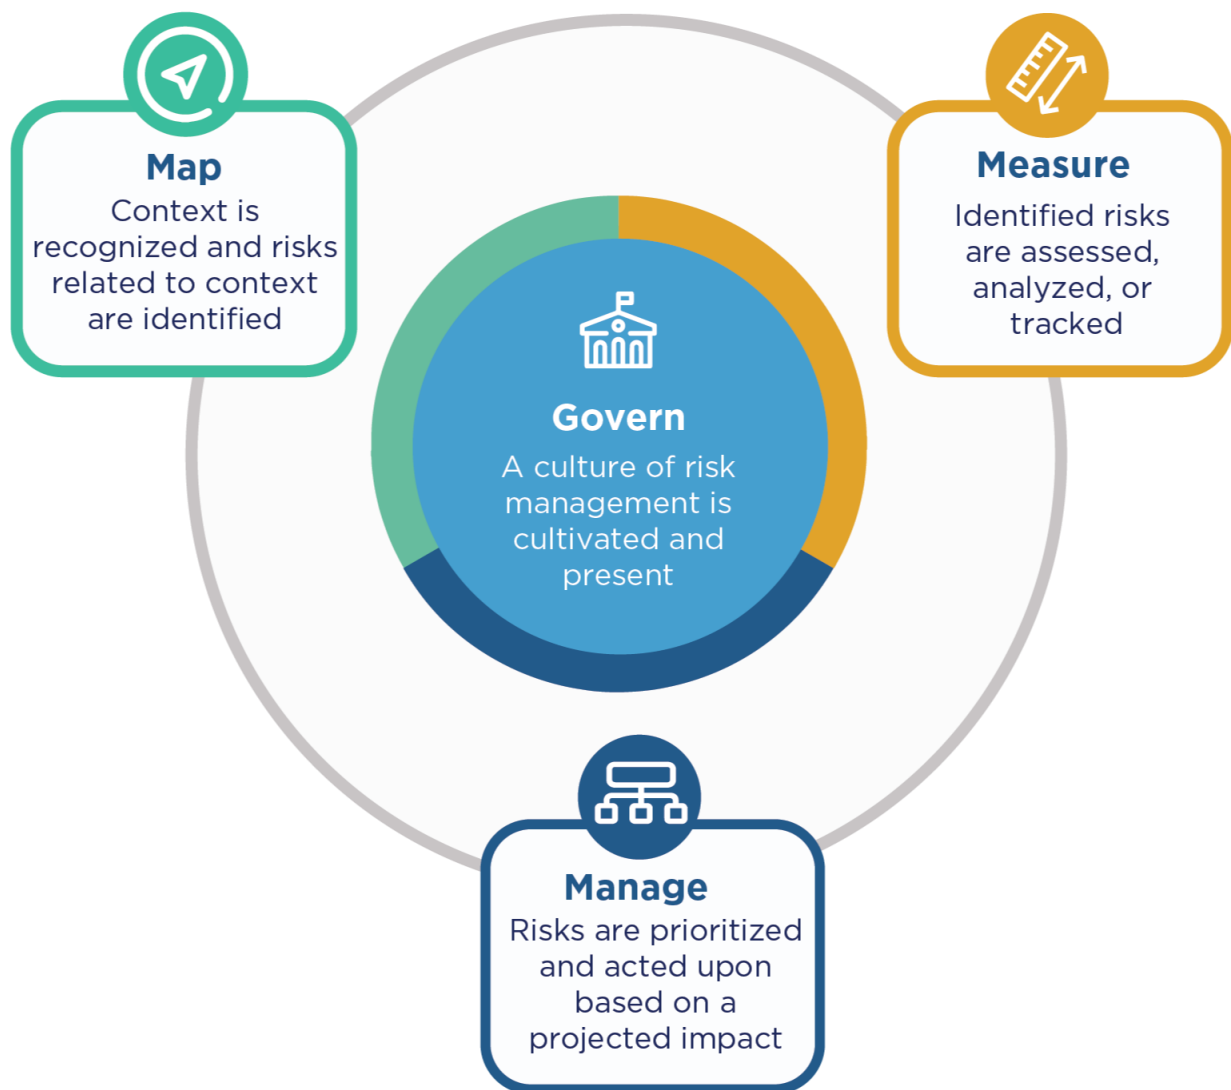 Map
Context is
recognized and risks
related to context
are identified
Measure
Identified risks
are assessed,
analyzed, or
tracked
Govern
A culture of risk
management is
cultivated and
present
Manage
Risks are prioritized
and acted upon
based on a
projected impact